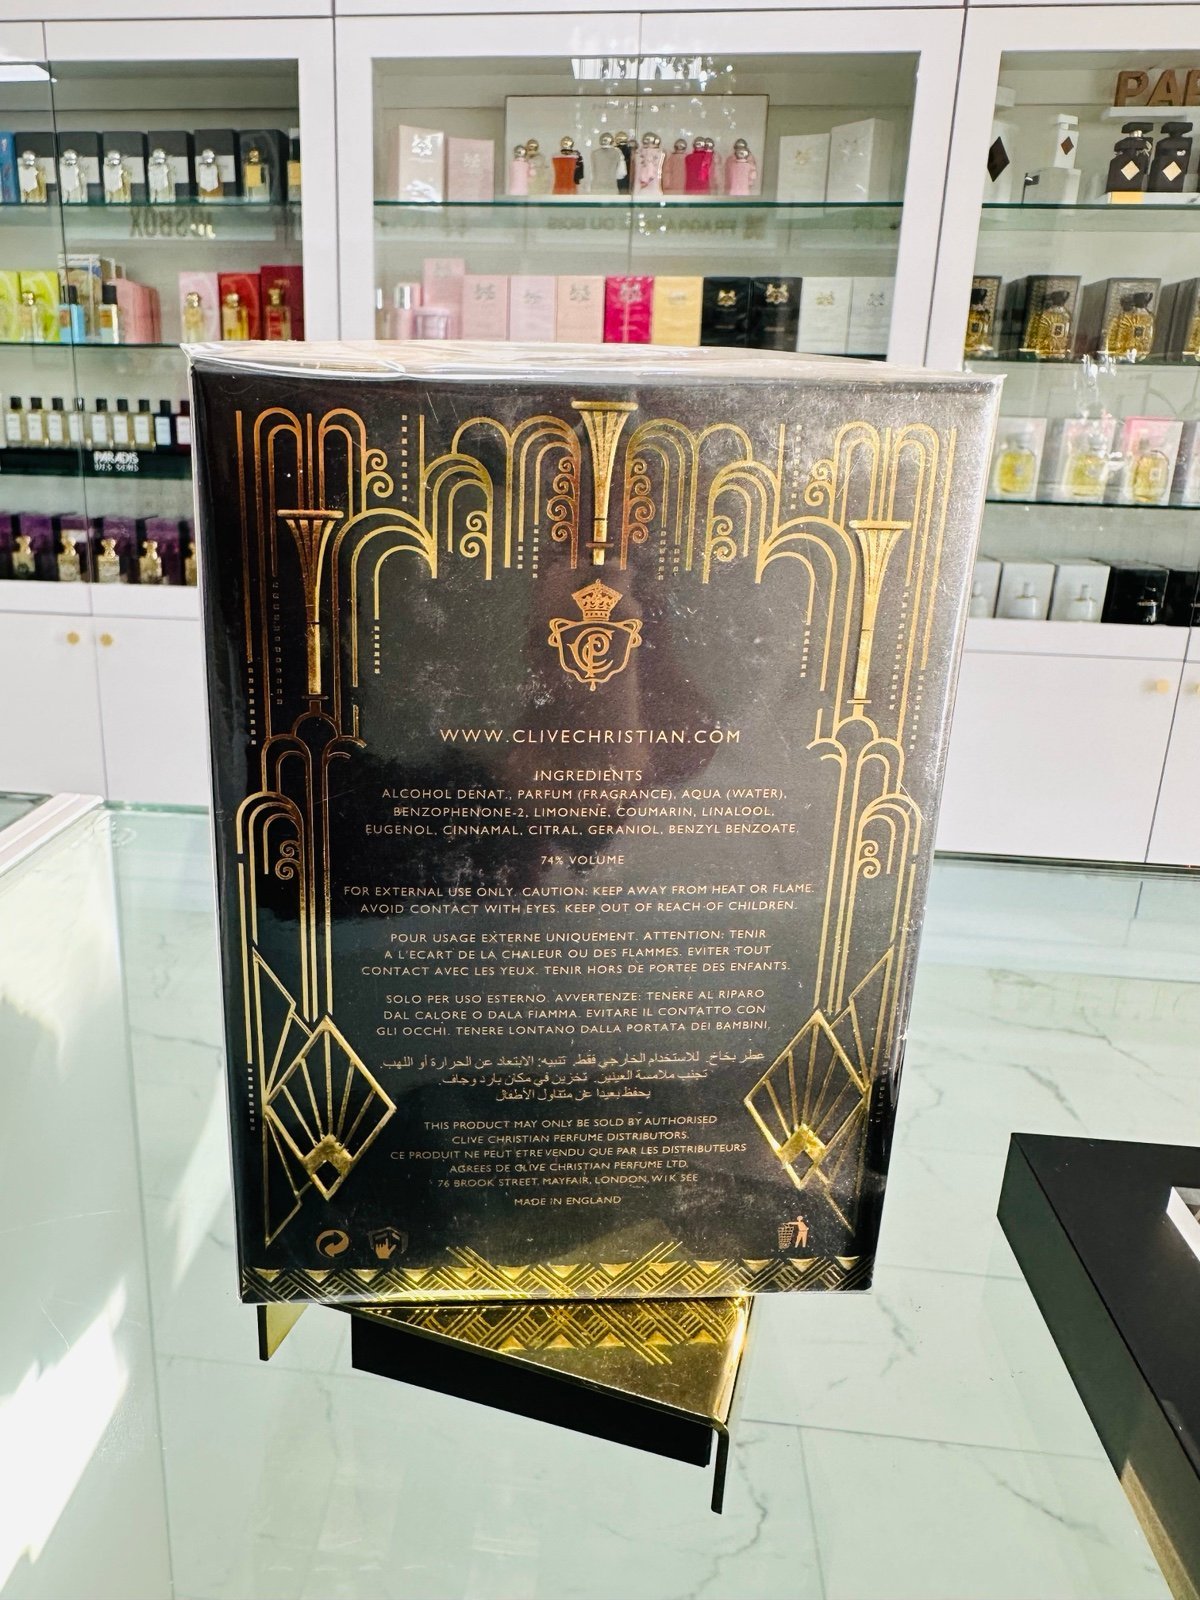 PAR
PARADIS
DES SENS
WWW.CLIVECHRISTIAN.COM
INGREDIENTS
ALCOHOL DENAT., PARFUM (FRAGRANCE), AQUA (WATER),
BENZOPHENONE-2, LIMONENE, COUMARIN, LINALOOL,
EUGENOL, CINNAMAL, CITRAL, GERANIOL, BENZYL BENZOATE.
74% VOLUME
FOR EXTERNAL USE ONLY. CAUTION: KEEP AWAY FROM HEAT OR FLAME.
AVOID CONTACT WITH EYES. KEEP OUT OF REACH OF CHILDREN.
POUR USAGE EXTERNE UNIQUEMENT. ATTENTION: TENIR
A L'ECART DE LA CHALEUR OU DES FLAMMES. EVITER TOUT
CONTACT AVEC LES YEUX. TENIR HORS DE PORTEE DES ENFANTS.
SOLO PER USO ESTERNO. AVVERTENZE: TENERE AL RIPARO
DAL CALORE O DALA FIAMMA. EVITARE IL CONTATTO CON
GLI OCCHI. TENERE LONTANO DALLA PORTATA DEI BAMBINI.
عطر بخاخ. للاستخدام الخارجي فقط. تنبيه: الابتعاد عن الحرارة أو اللهب.
تجنب ملامسة العينين. تخزين في مكان بارد وجاف.
يحفظ بعيدا عن متناول الأطفال
THIS PRODUCT MAY ONLY BE SOLD BY AUTHORISED
CLIVE CHRISTIAN PERFUME DISTRIBUTORS.
CE PRODUIT NE PEUT ETRE VENDU QUE PAR LES DISTRIBUTEURS
AGREES DE CLIVE CHRISTIAN PERFUME LTD.
76 BROOK STREET, MAYFAIR, LONDON, W1K 5EE
MADE IN ENGLAND